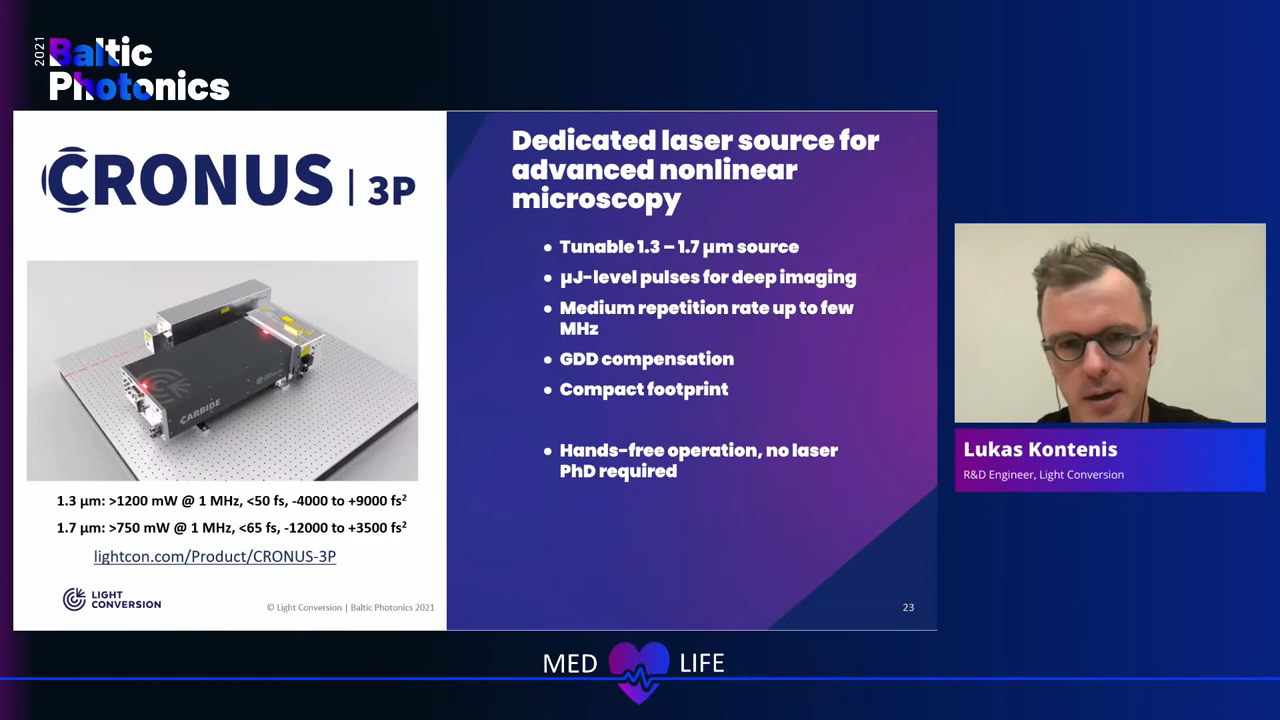 2021
Baltic
Photonics
CRONUS | 3P
CARBIDE
1.3 µm: >1200 mW @ 1 MHz, <50 fs, -4000 to +9000 fs²
1.7 µm: >750 mW @ 1 MHz, <65 fs, -12000 to +3500 fs²
lightcon.com/Product/CRONUS-3P
LIGHT
CONVERSION
© Light Conversion | Baltic Photonics 2021
Dedicated laser source for
advanced nonlinear
microscopy
• Tunable 1.3 – 1.7 µm source
• µJ-level pulses for deep imaging
• Medium repetition rate up to few
MHz
• GDD compensation
• Compact footprint
• Hands-free operation, no laser
PhD required
23
Lukas Kontenis
R&D Engineer, Light Conversion
MED LIFE